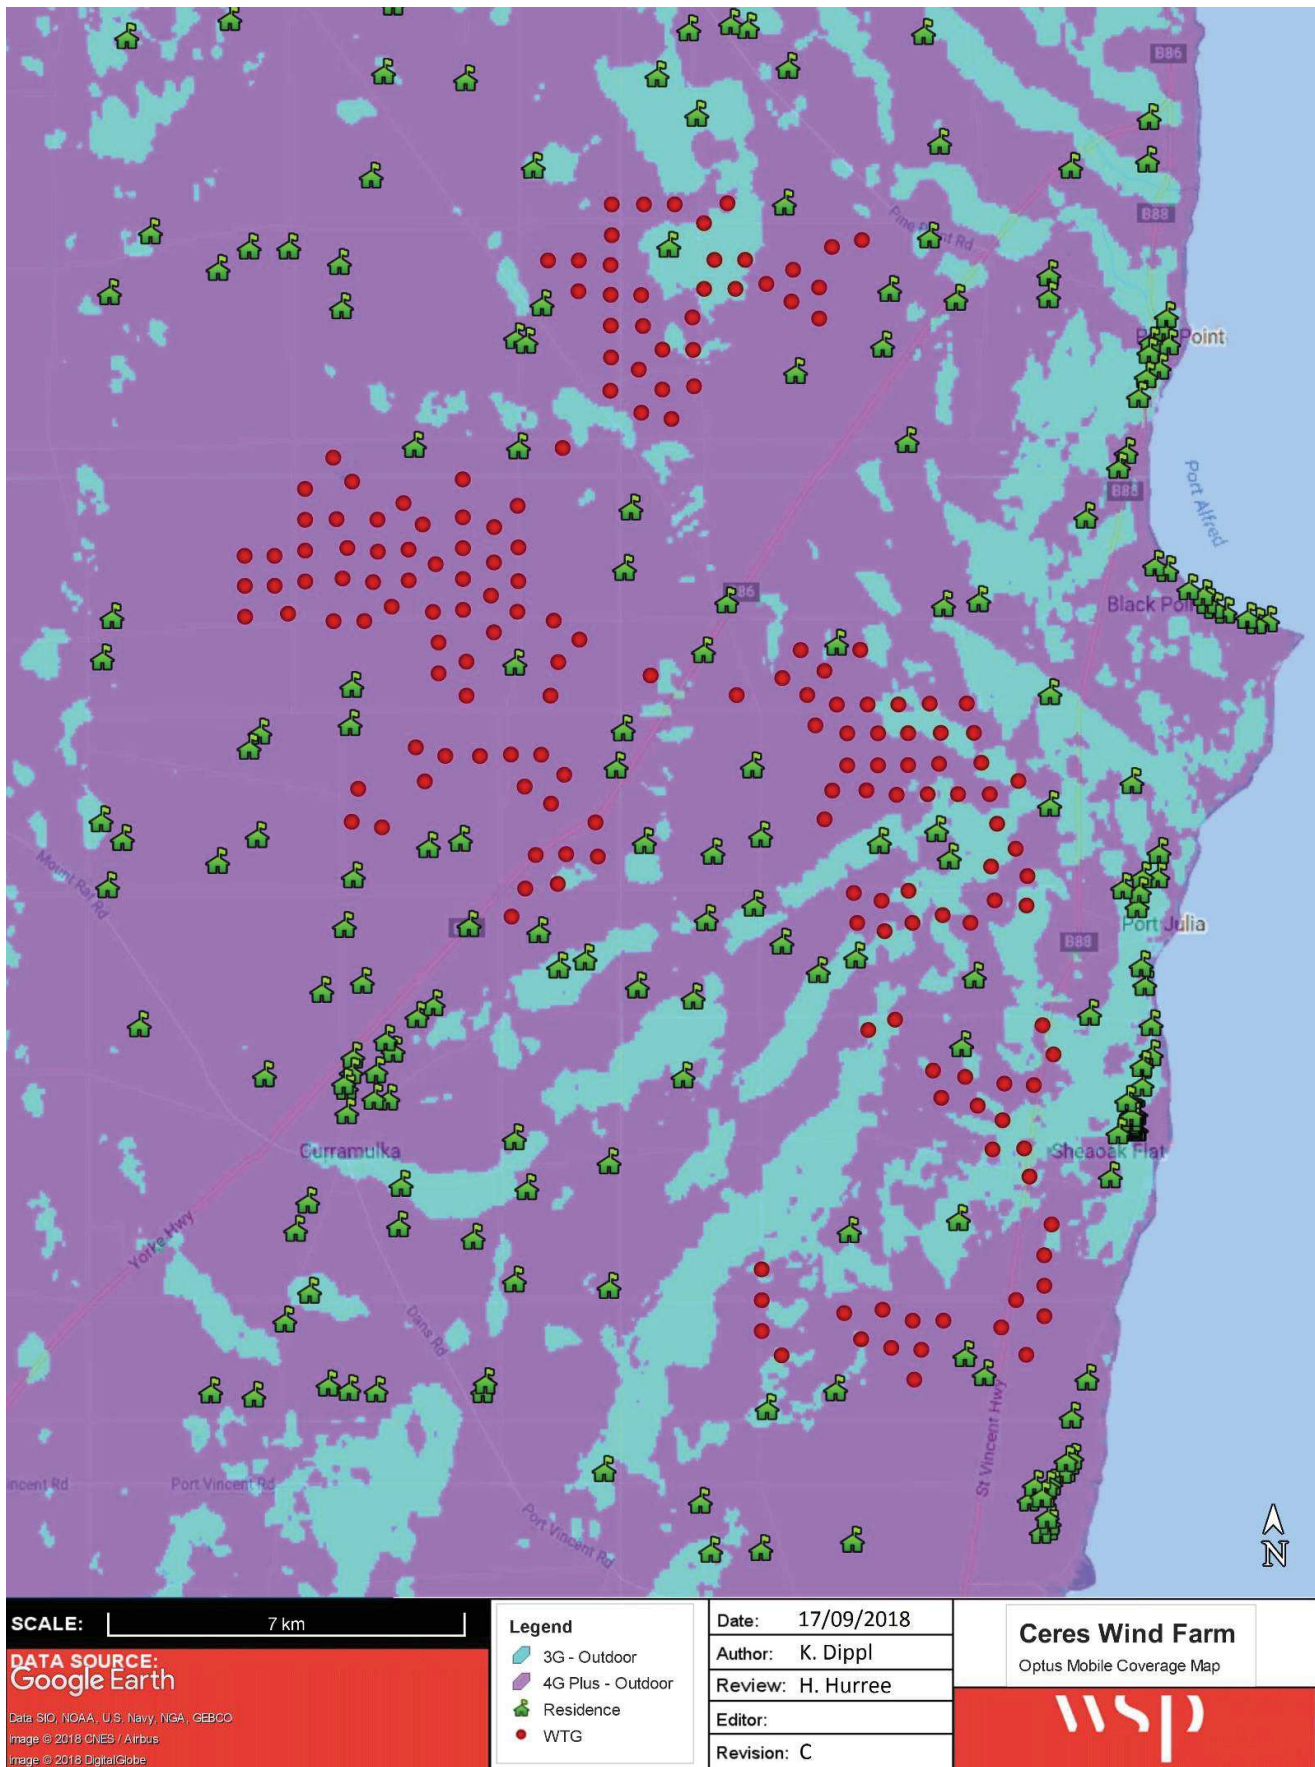 B86
B88
Pine Point Rd
Point
Port Alfred
B88
B86
Black Poi
Mount Rat Rd
Port Julia
B88
Curramulka
Sheaoak Flat
Yorke Hwy
Dans Rd
St Vincent Hwy
incent Rd
Port Vincent Rd
Port Vincent Rd
N
SCALE:
7 km
DATA SOURCE:
Google Earth
Data SIO, NOAA, U.S. Navy, NGA, GEBCO
Image © 2018 CNES / Airbus
Image © 2018 DigitalGlobe
Legend
3G - Outdoor
4G Plus - Outdoor
Residence
WTG
Date: 17/09/2018
Author: K. Dippl
Review: H. Hurree
Editor:
Revision: C
Ceres Wind Farm
Optus Mobile Coverage Map
wsp